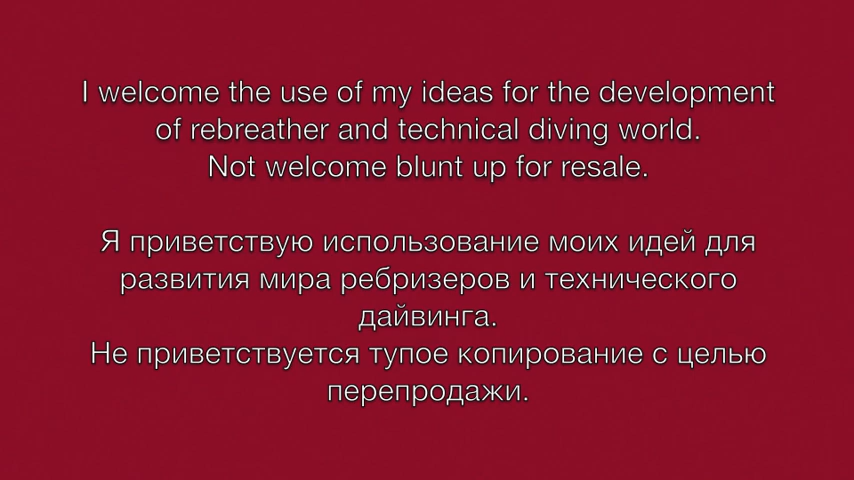 I welcome the use of my ideas for the development
of rebreather and technical diving world.
Not welcome blunt up for resale.
Я приветствую использование моих идей для
развития мира ребризеров и технического
дайвинга.
Не приветствуется тупое копирование с целью
перепродажи.